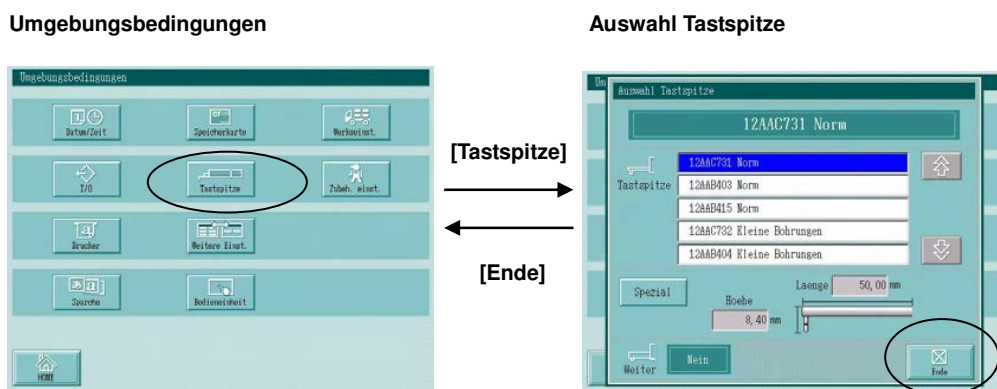 Umgebungsbedingungen
Auswahl Tastspitze
Umgebungsbedingungen
Datum/Zeit
Speicherkarte
Werkseinst.
I/O
Tastspitze
Zubeh. einst.
Drucker
Weitere Einst.
Sparche
Bedieneinheit
HOME
[Tastspitze]
[Ende]
Um
Auswahl Tastspitze
12AAC731 Norm
Tastspitze
12AAC731 Norm
12AAB403 Norm
12AAB415 Norm
12AAC732 Kleine Bohrungen
12AAB404 Kleine Bohrungen
Spezial
Laenge 50,00 mm
Hoehe
8,40 mm
Weiter
Nein
Ende